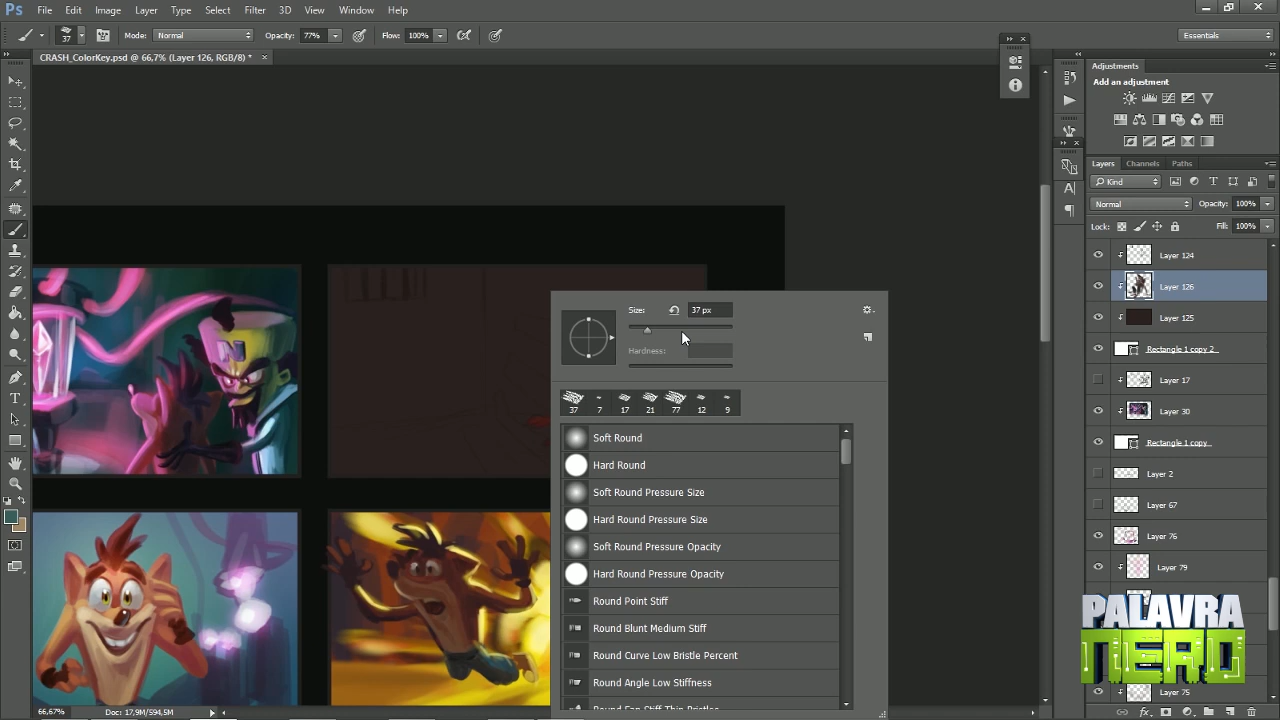 Ps File Edit Image Layer Type Select Filter 3D View Window Help
37 Mode: Normal Opacity: 77% Flow: 100% Essentials
CRASH_ColorKey.psd @ 66,7% (Layer 126, RGB/8) * ×
Adjustments
Add an adjustment
Layers Channels Paths
Kind
Normal Opacity: 100%
Lock: Fill: 100%
Layer 124
Layer 126
Layer 125
Rectangle 1 copy 2
Layer 17
Layer 30
Rectangle 1 copy
Layer 2
Layer 67
Layer 76
Layer 79
Layer 75
Size: 37 px
Hardness:
37 7 17 21 77 12 9
Soft Round
Hard Round
Soft Round Pressure Size
Hard Round Pressure Size
Soft Round Pressure Opacity
Hard Round Pressure Opacity
Round Point Stiff
Round Blunt Medium Stiff
Round Curve Low Bristle Percent
Round Angle Low Stiffness
Round Fan Stiff Thin Bristles
PALAVRA
NERD
66,67% Doc: 17,9M/594,5M